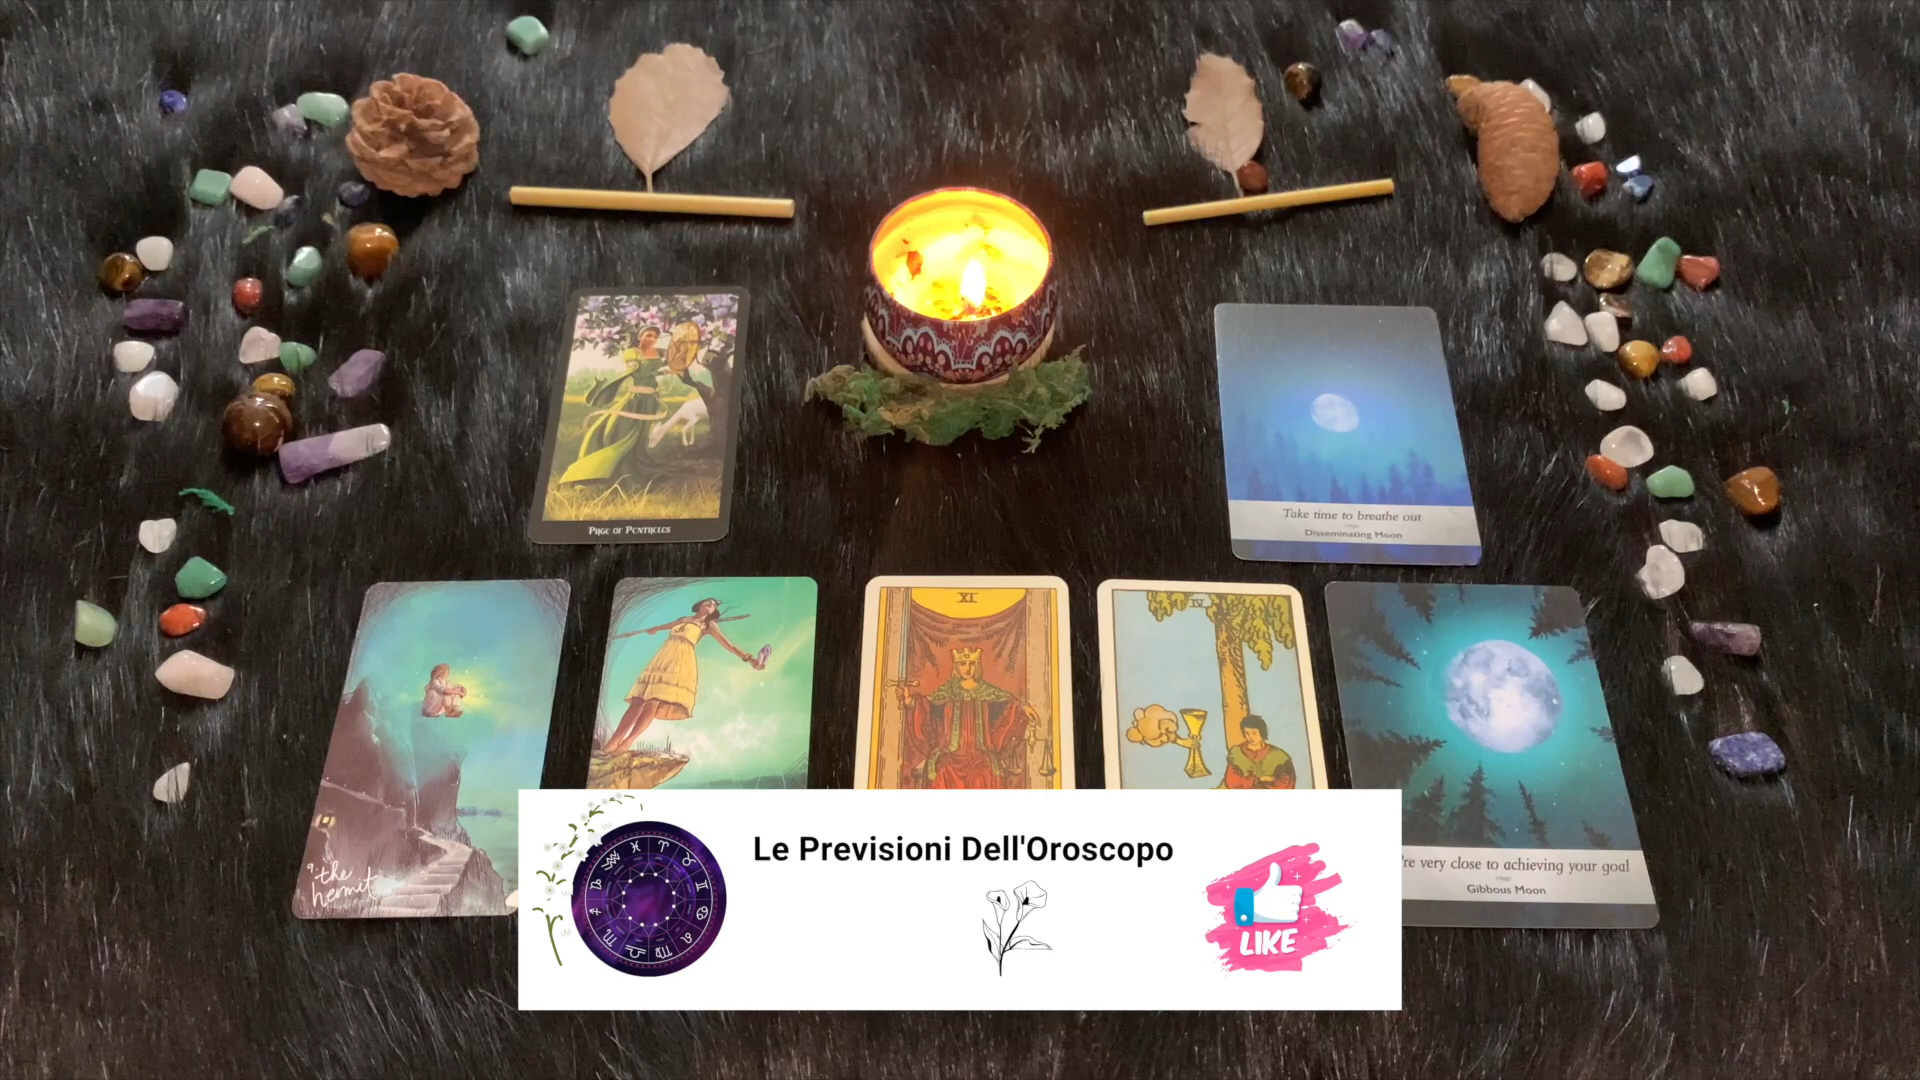 PAGE OF PENTACLES
Take time to breathe out
Disseminating Moon
XI
IV
9. the
hermit
're very close to achieving your goal
Gibbous Moon
Le Previsioni Dell'Oroscopo
LIKE